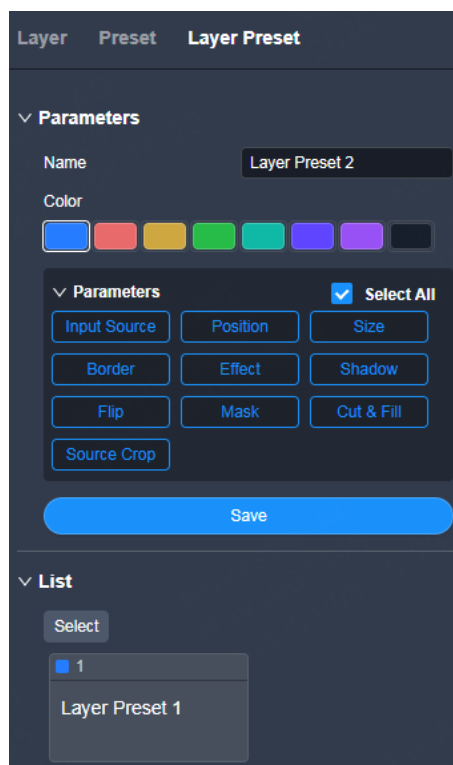 Layer Preset Layer Preset
Parameters
Name Layer Preset 2
Color
Parameters Select All
Input Source Position Size
Border Effect Shadow
Flip Mask Cut & Fill
Source Crop
Save
List
Select
1
Layer Preset 1